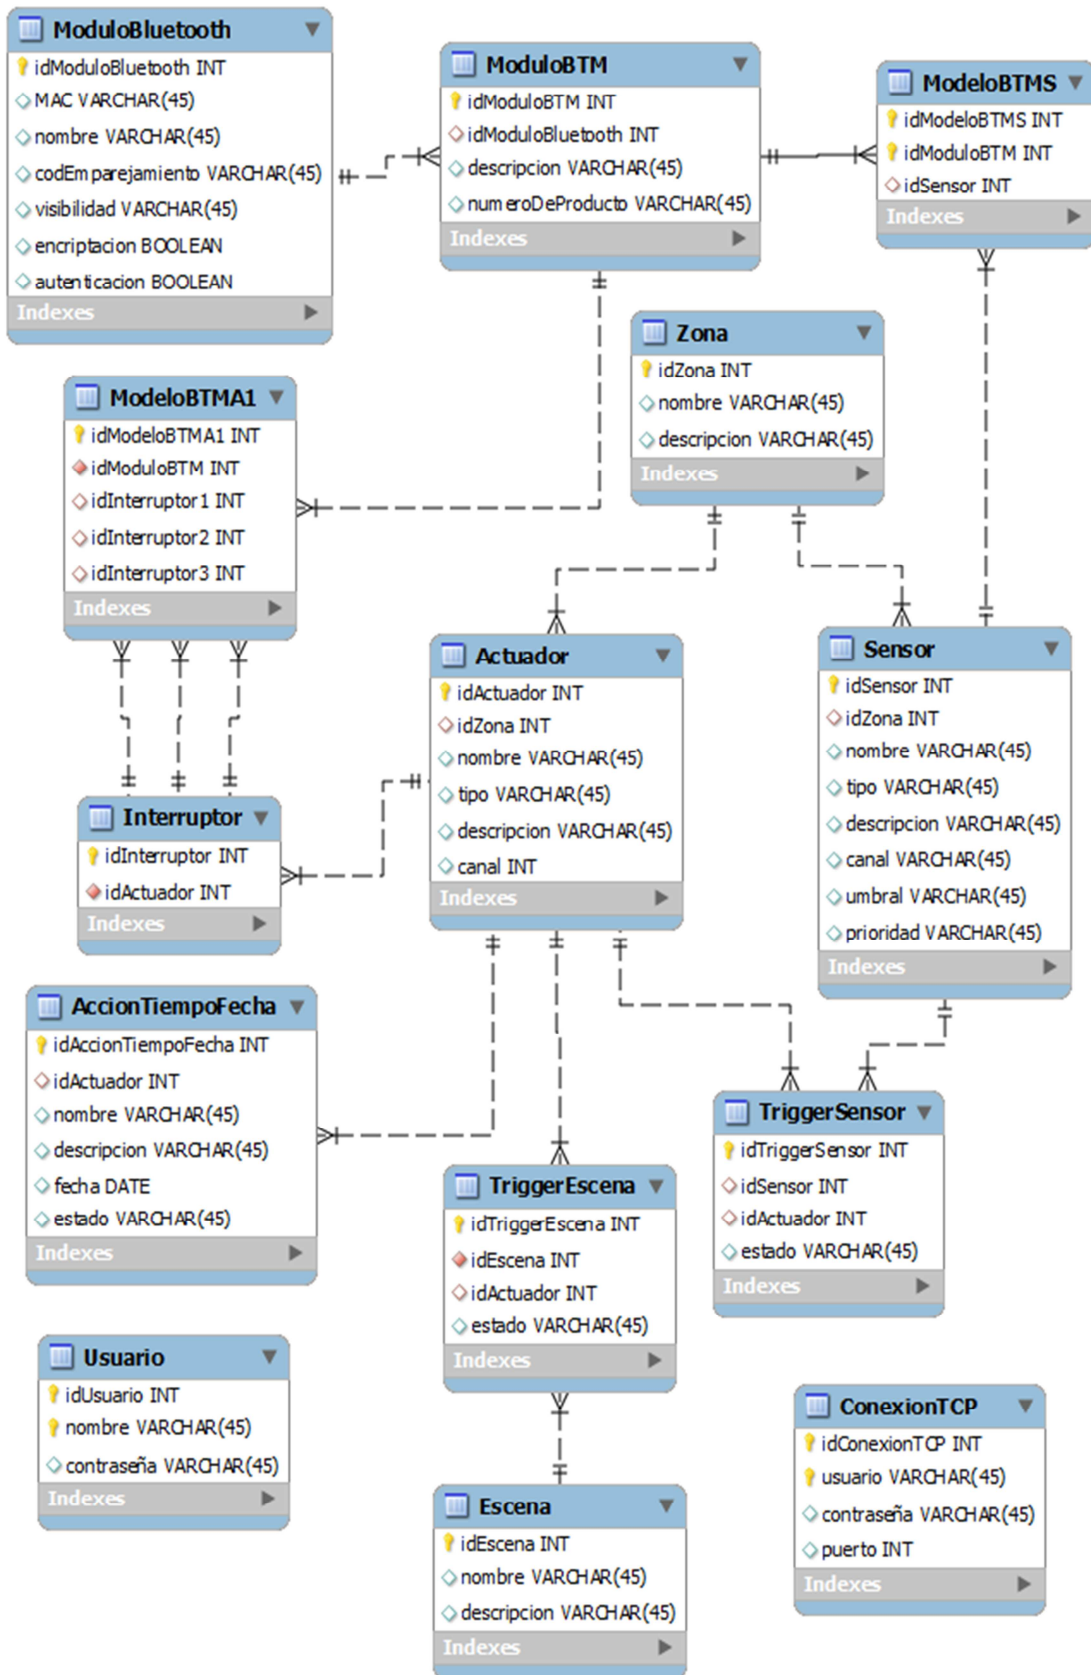 ModuloBluetooth
idModuloBluetooth INT
MAC VARCHAR(45)
nombre VARCHAR(45)
codEmparejamiento VARCHAR(45)
visibilidad VARCHAR(45)
encriptacion BOOLEAN
autenticacion BOOLEAN
Indexes
ModuloBTM
idModuloBTM INT
idModuloBluetooth INT
descripcion VARCHAR(45)
numeroDeProducto VARCHAR(45)
Indexes
ModeloBTMS
idModeloBTMS INT
idModuloBTM INT
idSensor INT
Indexes
Zona
idZona INT
nombre VARCHAR(45)
descripcion VARCHAR(45)
Indexes
ModeloBTMA1
idModeloBTMA1 INT
idModuloBTM INT
idInterruptor1 INT
idInterruptor2 INT
idInterruptor3 INT
Indexes
Actuador
idActuador INT
idZona INT
nombre VARCHAR(45)
tipo VARCHAR(45)
descripcion VARCHAR(45)
canal INT
Indexes
Sensor
idSensor INT
idZona INT
nombre VARCHAR(45)
tipo VARCHAR(45)
descripcion VARCHAR(45)
canal VARCHAR(45)
umbral VARCHAR(45)
prioridad VARCHAR(45)
Indexes
Interruptor
idInterruptor INT
idActuador INT
Indexes
AccionTiempoFecha
idAccionTiempoFecha INT
idActuador INT
nombre VARCHAR(45)
descripcion VARCHAR(45)
fecha DATE
estado VARCHAR(45)
Indexes
TriggerEscena
idTriggerEscena INT
idEscena INT
idActuador INT
estado VARCHAR(45)
Indexes
TriggerSensor
idTriggerSensor INT
idSensor INT
idActuador INT
estado VARCHAR(45)
Indexes
Usuario
idUsuario INT
nombre VARCHAR(45)
contraseña VARCHAR(45)
Indexes
Escena
idEscena INT
nombre VARCHAR(45)
descripcion VARCHAR(45)
Indexes
ConexionTCP
idConexionTCP INT
usuario VARCHAR(45)
contraseña VARCHAR(45)
puerto INT
Indexes